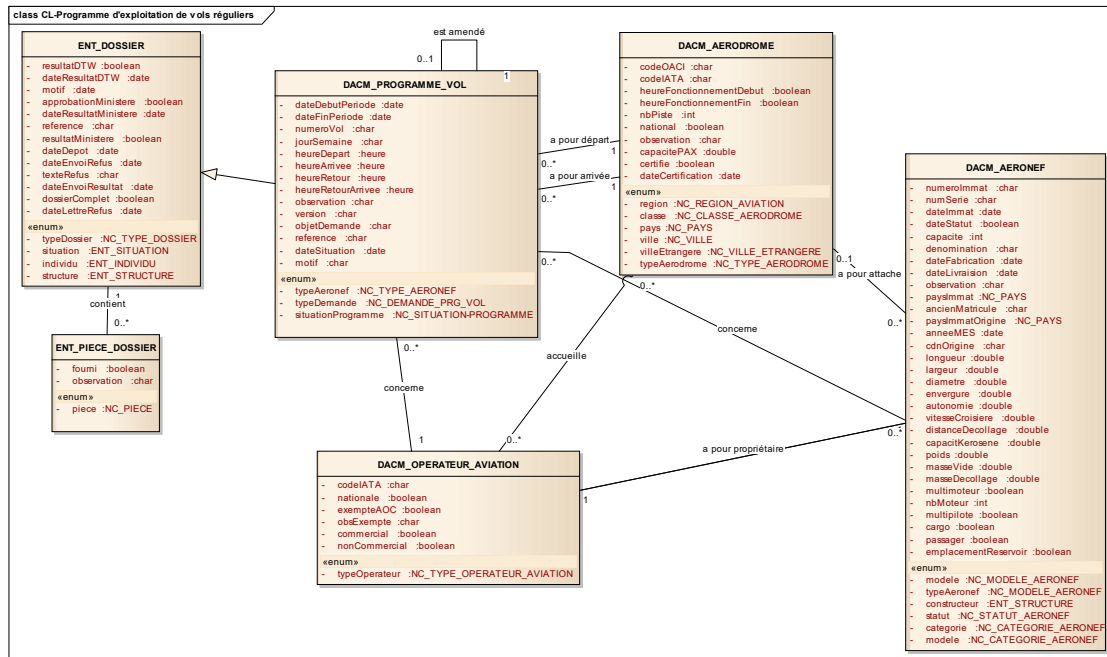 class CL-Programme d'exploitation de vols réguliers
ENT_DOSSIER
- resultatDTW :boolean
- dateResultatDTW :date
- motif :date
- approbationMinistere :boolean
- dateResultatMinistere :date
- reference :char
- resultatMinistere :boolean
- dateDepot :date
- dateEnvoiRefus :date
- texteRefus :char
- dateEnvoiResultat :date
- dossierComplet :boolean
- dateLettreRefus :date
«enum»
- typeDossier :NC_TYPE_DOSSIER
- situation :ENT_SITUATION
- individu :ENT_INDIVIDU
- structure :ENT_STRUCTURE
1
contient
0..*
ENT_PIECE_DOSSIER
- fourni :boolean
- observation :char
«enum»
- piece :NC_PIECE
est amendé
0..1
1
DACM_PROGRAMME_VOL
- dateDebutPeriode :date
- dateFinPeriode :date
- numeroVol :char
- jourSemaine :char
- heureDepart :heure
- heureArrivee :heure
- heureRetour :heure
- heureRetourArrivee :heure
- observation :char
- version :char
- objetDemande :char
- reference :char
- dateSituation :date
- motif :char
«enum»
- typeAeronef :NC_TYPE_AERONEF
- typeDemande :NC_DEMANDE_PRG_VOL
- situationProgramme :NC_SITUATION-PROGRAMME
a pour départ
0..*
1
a pour arrivée
0..*
1
DACM_AERODROME
- codeOACI :char
- codeIATA :char
- heureFonctionnementDebut :boolean
- heureFonctionnementFin :boolean
- nbPiste :int
- national :boolean
- observation :char
- capacitePAX :double
- certifie :boolean
- dateCertification :date
«enum»
- region :NC_REGION_AVIATION
- classe :NC_CLASSE_AERODROME
- pays :NC_PAYS
- ville :NC_VILLE
- villeEtrangere :NC_VILLE_ETRANGERE
- typeAerodrome :NC_TYPE_AERODROME
0..1
a pour attache
0..*
0..*
concerne
0..*
0..*
accueille
0..*
0..*
concerne
1
DACM_OPERATEUR_AVIATION
- codeIATA :char
- nationale :boolean
- exempteAOC :boolean
- obsExempte :char
- commercial :boolean
- nonCommercial :boolean
«enum»
- typeOperateur :NC_TYPE_OPERATEUR_AVIATION
a pour propriétaire
1
DACM_AERONEF
- numeroImmat :char
- numSerie :char
- dateImmat :date
- dateStatut :boolean
- capacite :int
- denomination :char
- dateFabrication :date
- dateLivraison :date
- observation :char
- paysImmat :NC_PAYS
- ancienMatricule :char
- paysImmatOrigine :NC_PAYS
- anneeMES :date
- cdnOrigine :char
- longueur :double
- largeur :double
- diametre :double
- envergure :double
- autonomie :double
- vitesseCroisiere :double
- distanceDecollage :double
- capacitKerosene :double
- poids :double
- masseVide :double
- masseDecollage :double
- multimoteur :boolean
- nbMoteur :int
- multipilote :boolean
- cargo :boolean
- passager :boolean
- emplacementReservoir :boolean
«enum»
- modele :NC_MODELE_AERONEF
- typeAeronef :NC_MODELE_AERONEF
- constructeur :ENT_STRUCTURE
- statut :NC_STATUT_AERONEF
- categorie :NC_CATEGORIE_AERONEF
- modele :NC_CATEGORIE_AERONEF